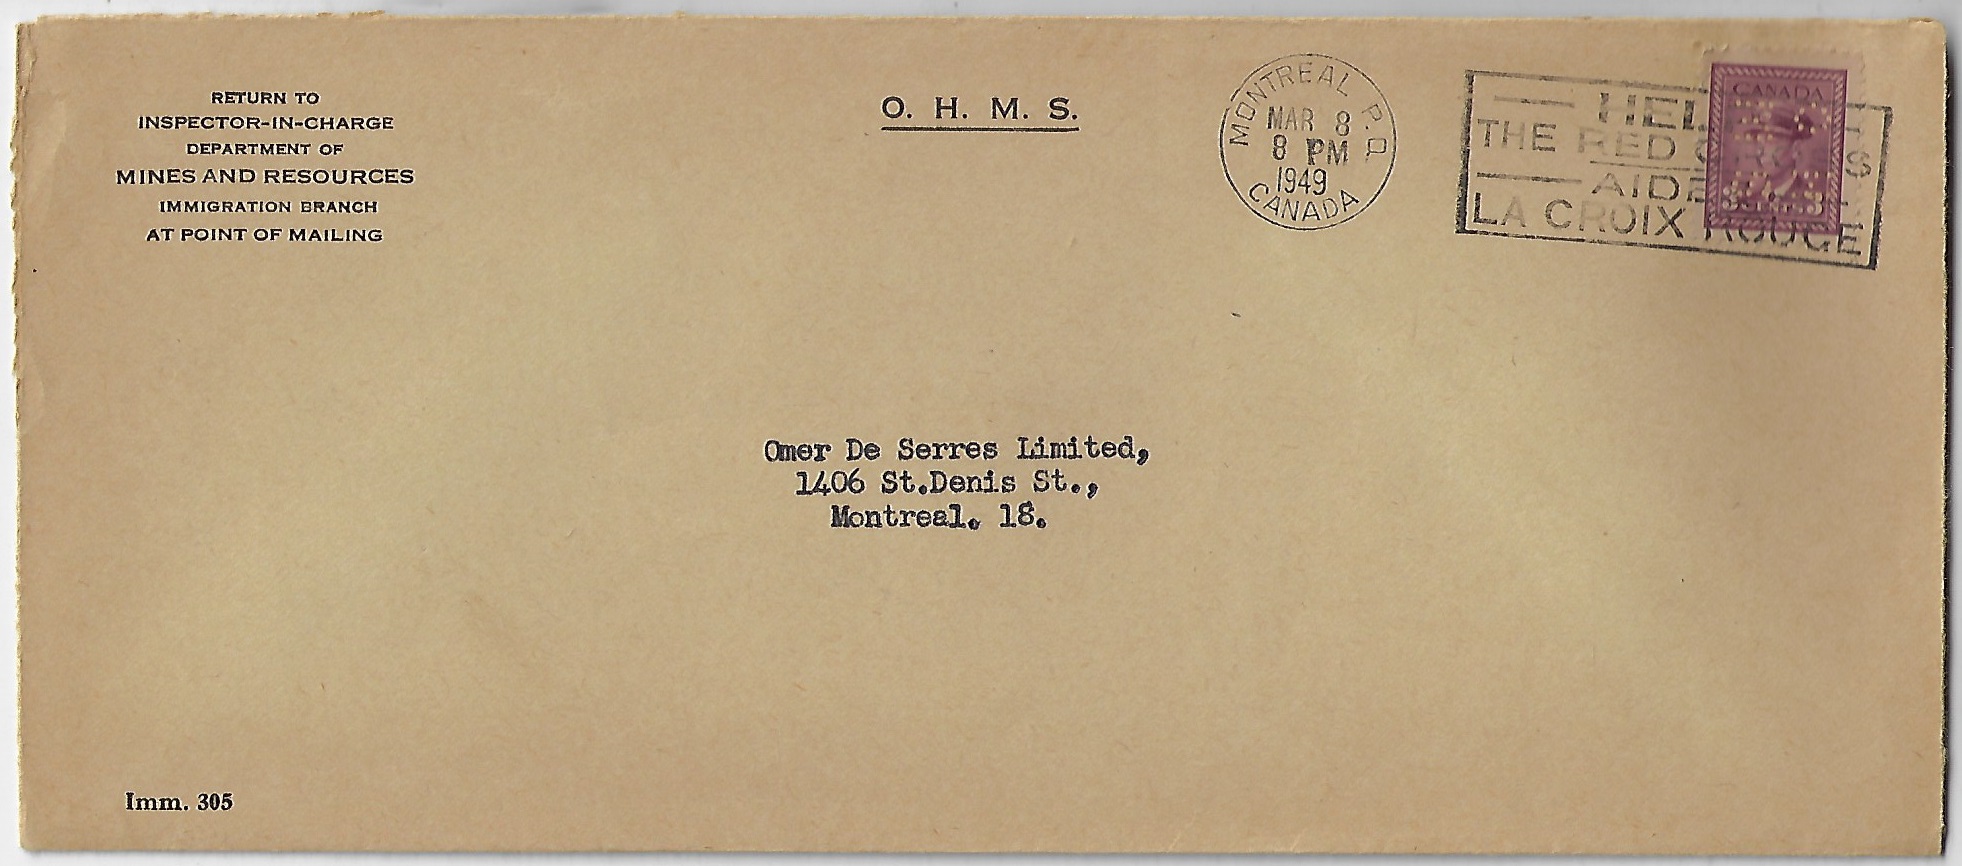 RETURN TO
INSPECTOR-IN-CHARGE
DEPARTMENT OF
MINES AND RESOURCES
IMMIGRATION BRANCH
AT POINT OF MAILING
O. H. M. S.
MONTREAL P.Q.
MAR 8
8 PM
1949
CANADA
THE RED
LA CROIX ROUGE
CANADA
Omer De Serres Limited,
1406 St.Denis St.,
Montreal. 18.
Imm. 305